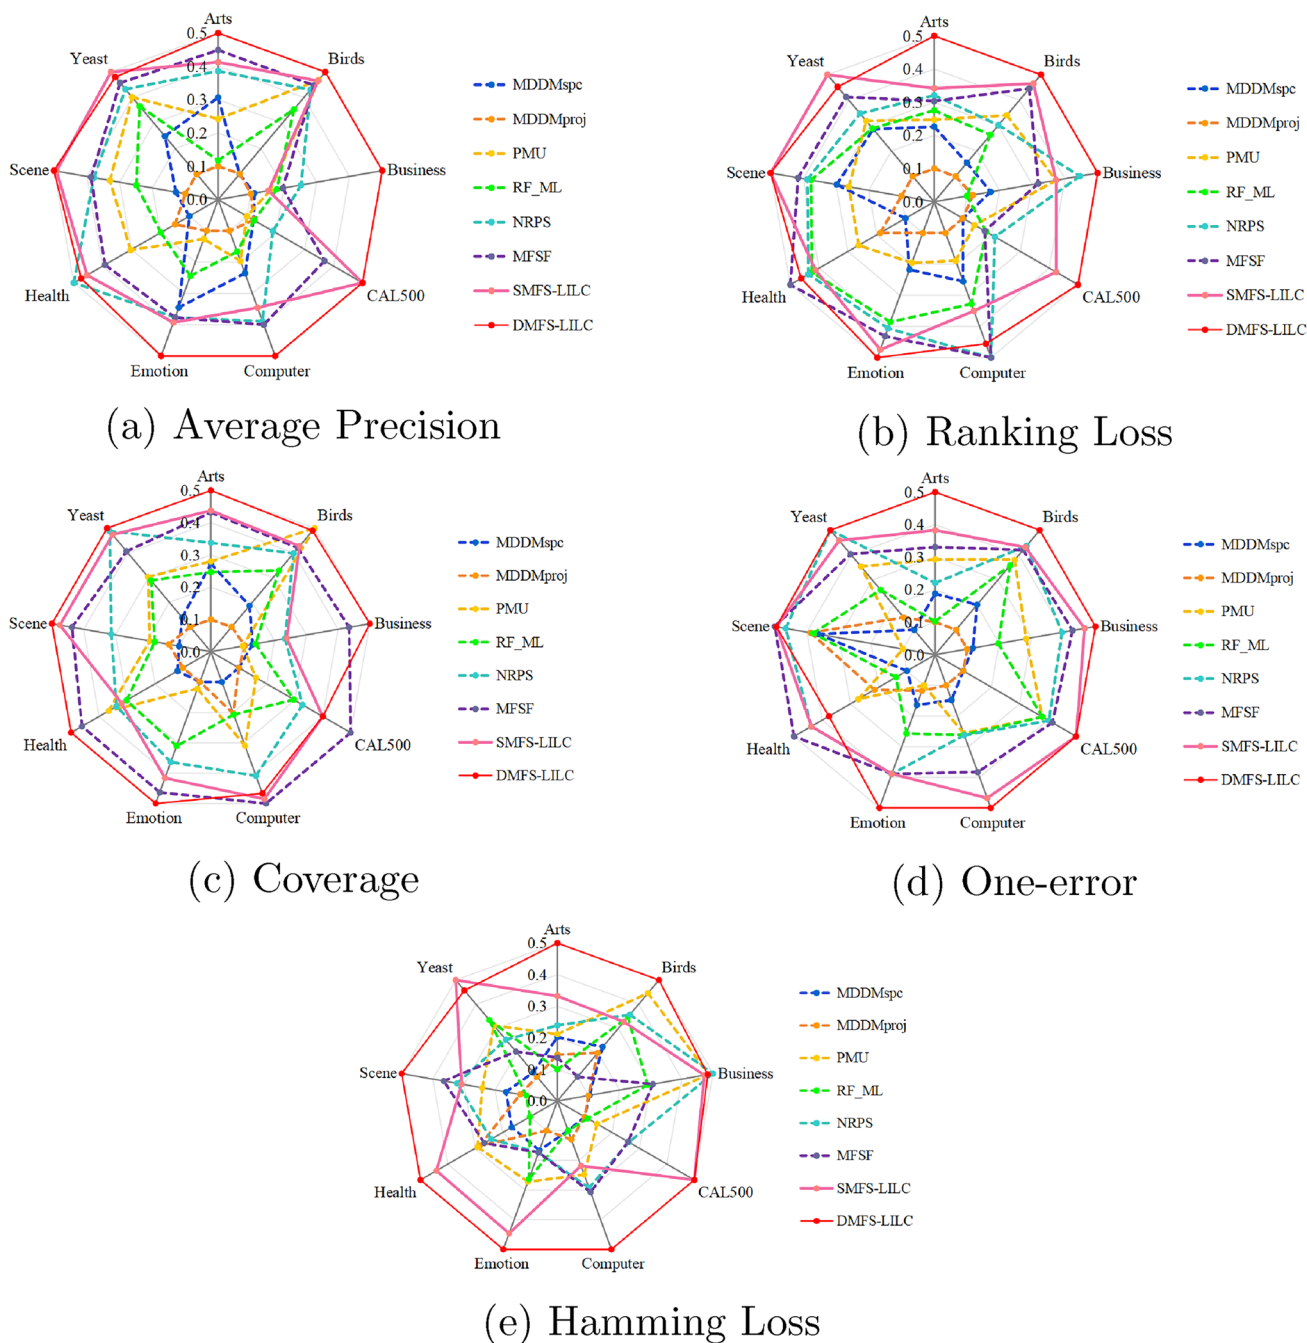 Arts
0.5
Yeast
0.4
Birds
0.3
0.2
0.1
Scene
0.0
Business
Health
CAL500
Emotion
Computer
MDDMspc
MDDMproj
PMU
RF_ML
NRPS
MFSF
SMFS-LILC
DMFS-LILC
(a) Average Precision
Arts
0.5
Yeast
0.4
Birds
0.3
0.2
0.1
Scene
0.0
Business
Health
CAL500
Emotion
Computer
MDDMspc
MDDMproj
PMU
RF_ML
NRPS
MFSF
SMFS-LILC
DMFS-LILC
(b) Ranking Loss
Arts
0.5
Yeast
0.4
Birds
0.3
0.2
0.1
Scene
0.0
Business
Health
CAL500
Emotion
Computer
MDDMspc
MDDMproj
PMU
RF_ML
NRPS
MFSF
SMFS-LILC
DMFS-LILC
(c) Coverage
Arts
0.5
Yeast
0.4
Birds
0.3
0.2
0.1
Scene
0.0
Business
Health
CAL500
Emotion
Computer
MDDMspc
MDDMproj
PMU
RF_ML
NRPS
MFSF
SMFS-LILC
DMFS-LILC
(d) One-error
Arts
0.5
Yeast
0.4
Birds
0.3
0.2
0.1
Scene
0.0
Business
Health
CAL500
Emotion
Computer
MDDMspc
MDDMproj
PMU
RF_ML
NRPS
MFSF
SMFS-LILC
DMFS-LILC
(e) Hamming Loss